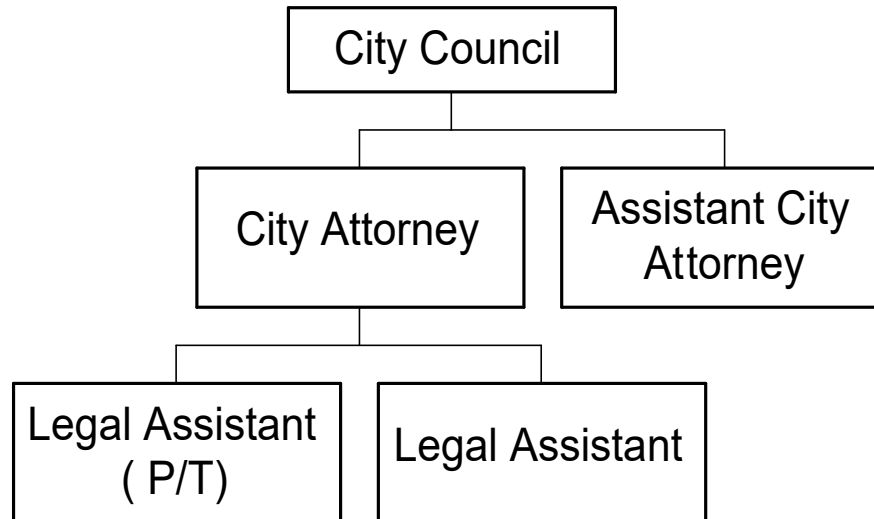 City Council
City Attorney
Assistant City
Attorney
Legal Assistant
( P/T)
Legal Assistant